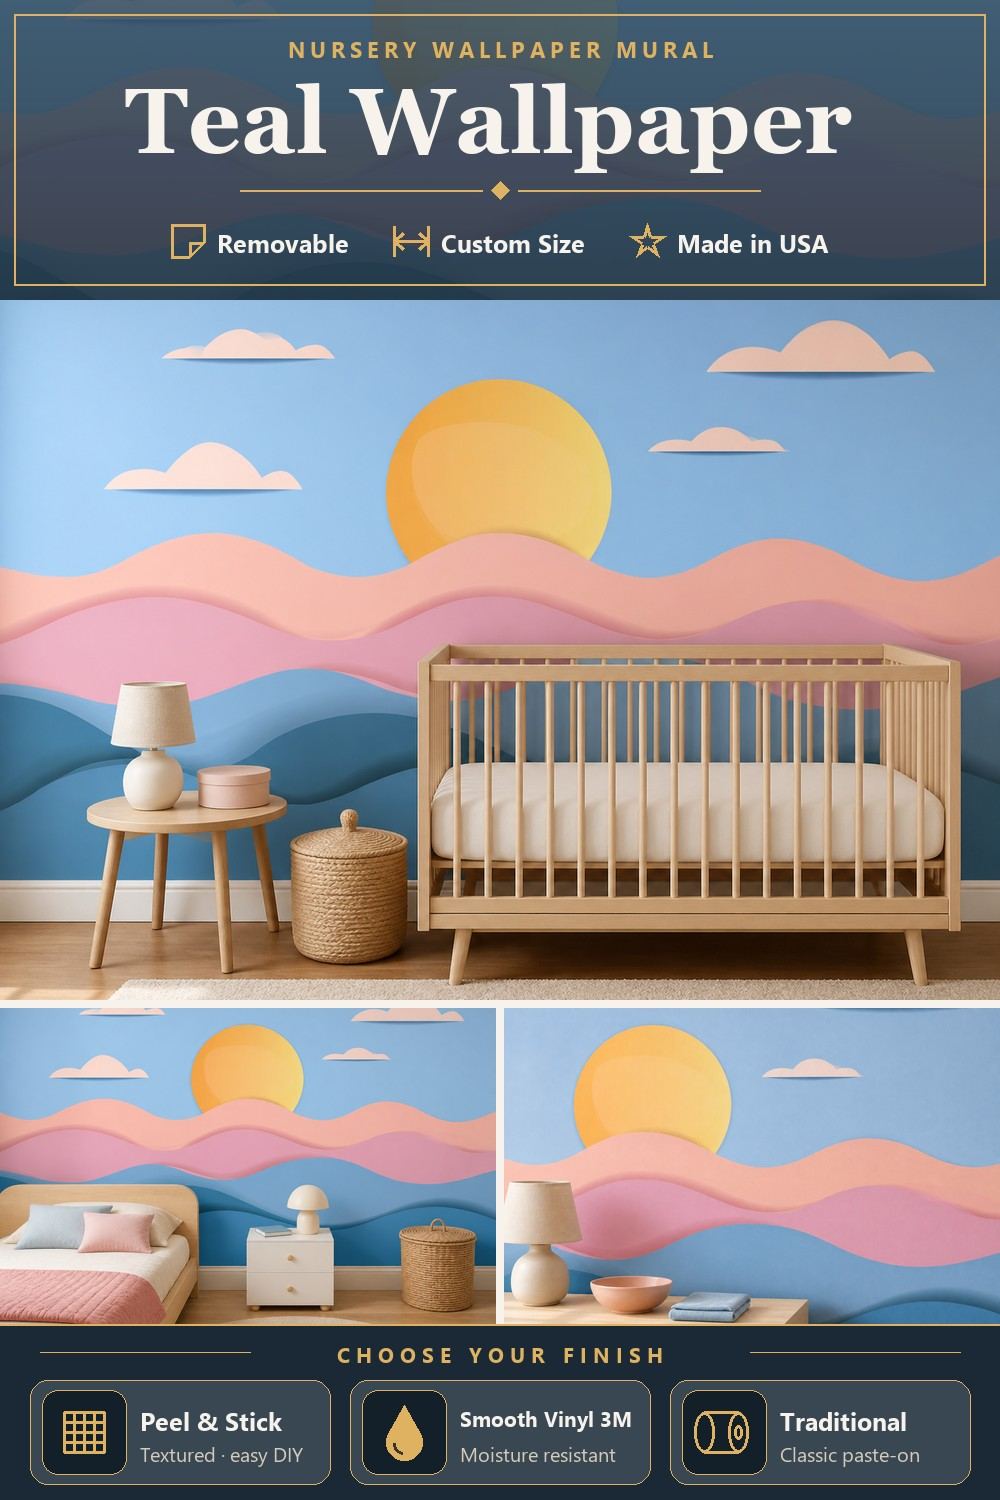 NURSERY WALLPAPER MURAL
Teal Wallpaper
Removable
Custom Size
Made in USA
CHOOSE YOUR FINISH
Peel & Stick
Textured · easy DIY
Smooth Vinyl 3M
Moisture resistant
Traditional
Classic paste-on